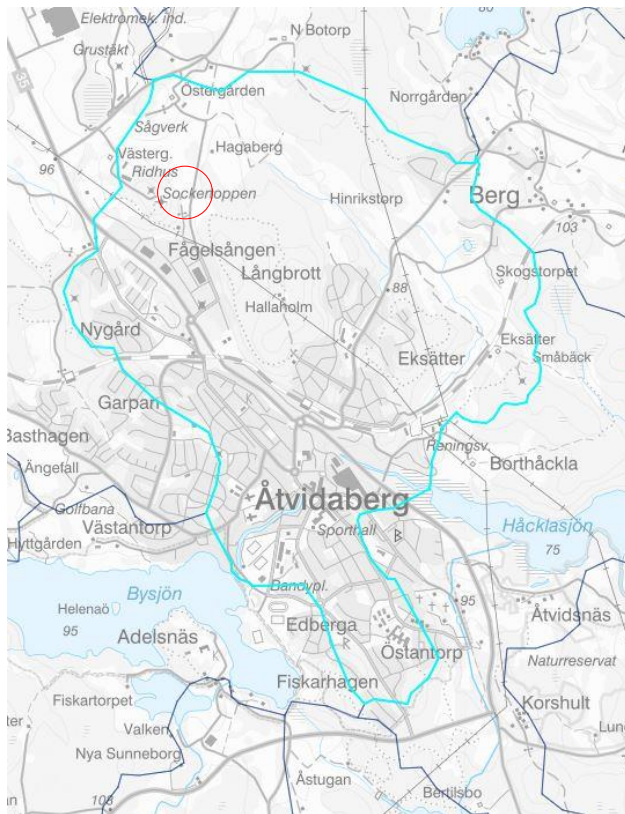 80
Elektromek. ind.
N Botorp
Grustäkt
35
Östergården
Norrgården
Sågverk
Västerg.
Hagaberg
96
Ridhus
Sockertoppen
Hinrikstorp
Berg
103
Fågelsången
Långbrott
Skogstorpet
88
Hallaholm
Nygård
Eksätter
Eksätter
Småbäck
Garpan
Basthagen
Reningsv.
Ängefall
Borthåckla
Åtvidaberg
Golfbana
Västantorp
Sporthall
Håcklasjön
Hyttgården
75
Bysjön
Bandypl.
Helenaö
95
95
Edberga
Åtvidsnäs
Adelsnäs
Östantorp
Naturreservat
Fiskarhagen
Fiskartorpet
Korshult
Valken
Nya Sunneborg
Åstugan
Bertilsbo